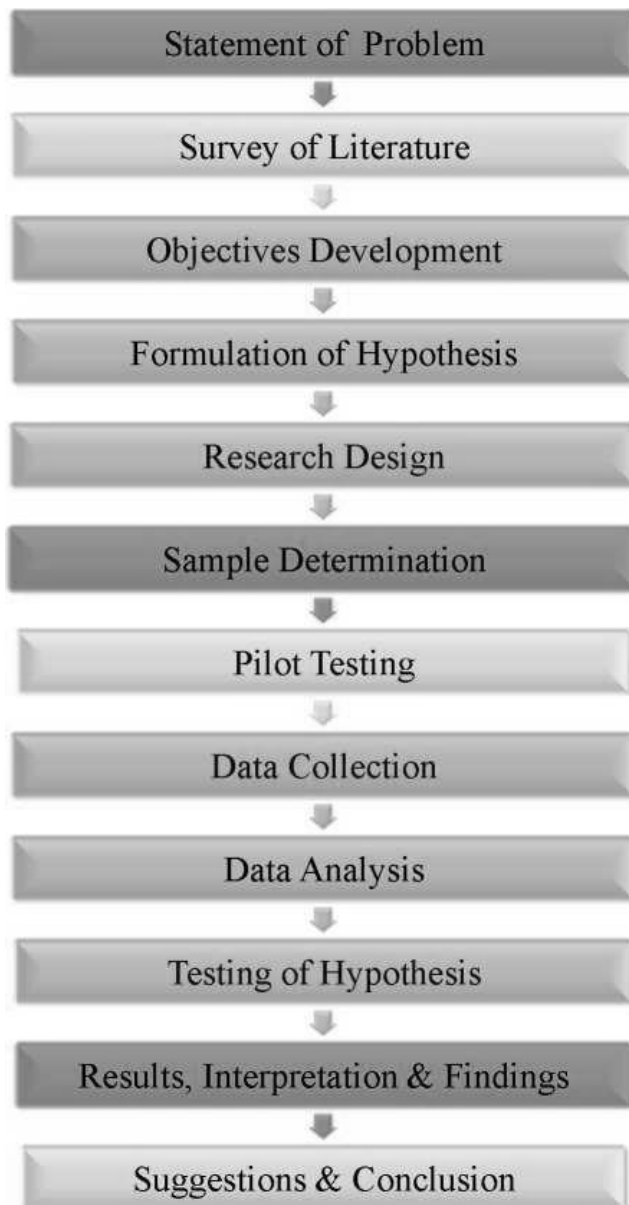 Statement of Problem
Survey of Literature
Objectives Development
Formulation of Hypothesis
Research Design
Sample Determination
Pilot Testing
Data Collection
Data Analysis
Testing of Hypothesis
Results, Interpretation & Findings
Suggestions & Conclusion